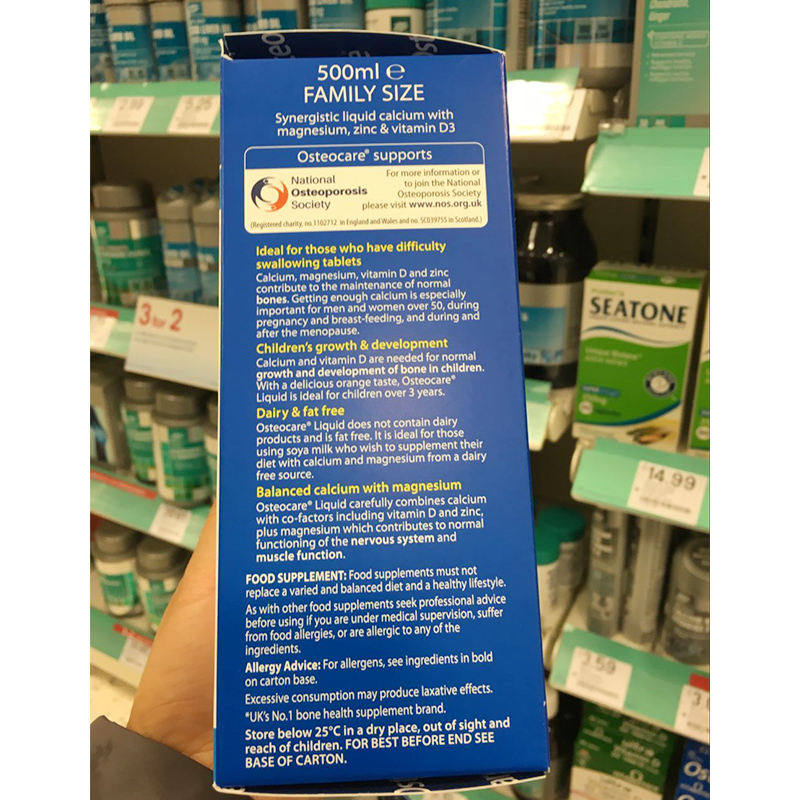 500ml ℮
FAMILY SIZE
Synergistic liquid calcium with
magnesium, zinc & vitamin D3
Osteocare® supports
National
Osteoporosis
Society
For more information or
to join the National
Osteoporosis Society
please visit www.nos.org.uk
(Registered charity, no.1102712 in England and Wales and no. SC039755 in Scotland.)
Ideal for those who have difficulty
swallowing tablets
Calcium, magnesium, vitamin D and zinc
contribute to the maintenance of normal
bones. Getting enough calcium is especially
important for men and women over 50, during
pregnancy and breast-feeding, and during and
after the menopause.
Children's growth & development
Calcium and vitamin D are needed for normal
growth and development of bone in children.
With a delicious orange taste, Osteocare®
Liquid is ideal for children over 3 years.
Dairy & fat free
Osteocare® Liquid does not contain dairy
products and is fat free. It is ideal for those
using soya milk who wish to supplement their
diet with calcium and magnesium from a dairy
free source.
Balanced calcium with magnesium
Osteocare® Liquid carefully combines calcium
with co-factors including vitamin D and zinc,
plus magnesium which contributes to normal
functioning of the nervous system and
muscle function.
FOOD SUPPLEMENT: Food supplements must not
replace a varied and balanced diet and a healthy lifestyle.
As with other food supplements seek professional advice
before using if you are under medical supervision, suffer
from food allergies, or are allergic to any of the
ingredients.
Allergy Advice: For allergens, see ingredients in bold
on carton base.
Excessive consumption may produce laxative effects.
*UK's No.1 bone health supplement brand.
Store below 25°C in a dry place, out of sight and
reach of children. FOR BEST BEFORE END SEE
BASE OF CARTON.
3 for 2
SEATONE
14.99
3.59